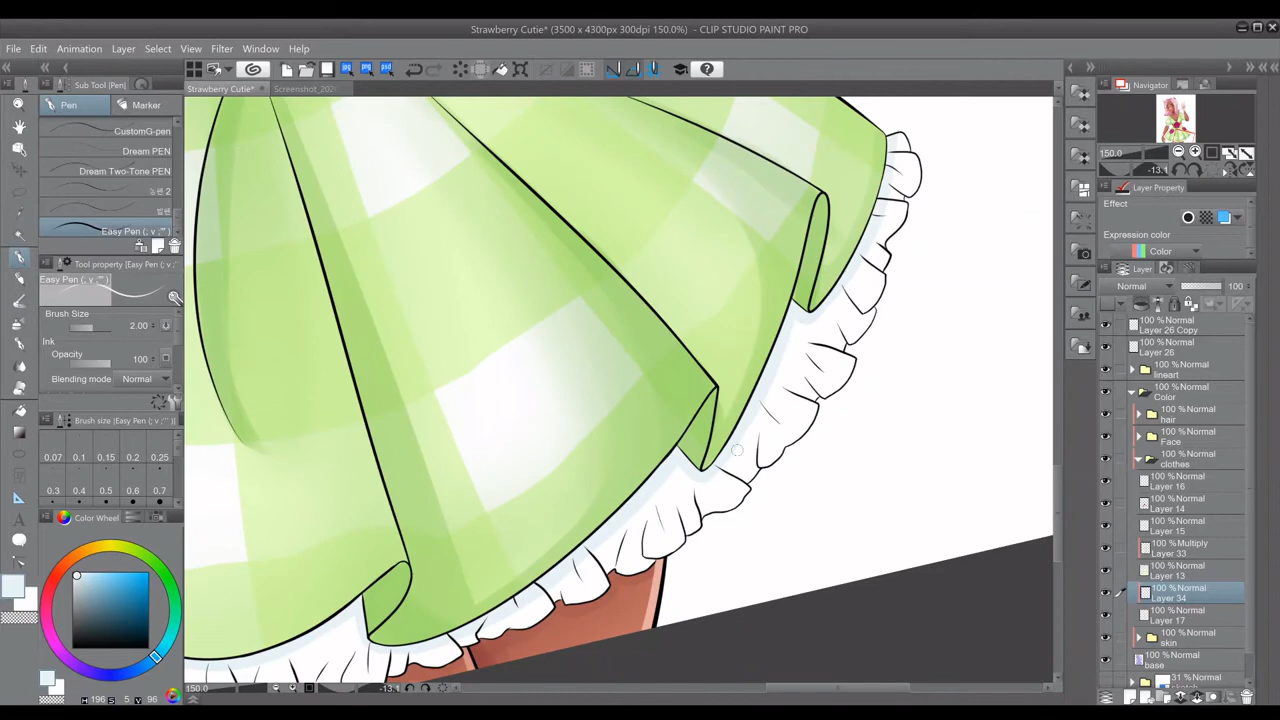 Strawberry Cutie* (3500 x 4300px 300dpi 150.0%) - CLIP STUDIO PAINT PRO
File Edit Animation Layer Select View Filter Window Help
Sub Tool [Pen]
Strawberry Cutie*
Pen Marker
CustomG-pen
Dream PEN
Dream Two-Tone PEN
Easy Pen (; v ;"" )
Tool property [Easy Pen (; v ;"
Easy Pen (; v ;"" )
Brush Size 2.00
Ink
Opacity 100
Blending mode Normal
Brush size [Easy Pen (; v ;"" )]
0.07 0.1 0.15 0.2 0.25
0.3 0.4 0.5 0.6 0.7
Color Wheel
H 196 S 5 V 96
150.0 -13.1
Navigator
150.0
-13.1
Layer Property
Effect
Expression color
Color
Layer
Normal 100
100 %Normal
Layer 26 Copy
100 %Normal
Layer 26
100 %Normal
lineart
100 %Normal
Color
100 %Normal
hair
100 %Normal
Face
100 %Normal
clothes
100 %Normal
Layer 16
100 %Normal
Layer 14
100 %Normal
Layer 15
100 %Multiply
Layer 33
100 %Normal
Layer 13
100 %Normal
Layer 34
100 %Normal
Layer 17
100 %Normal
skin
100 %Normal
base
31 %Normal